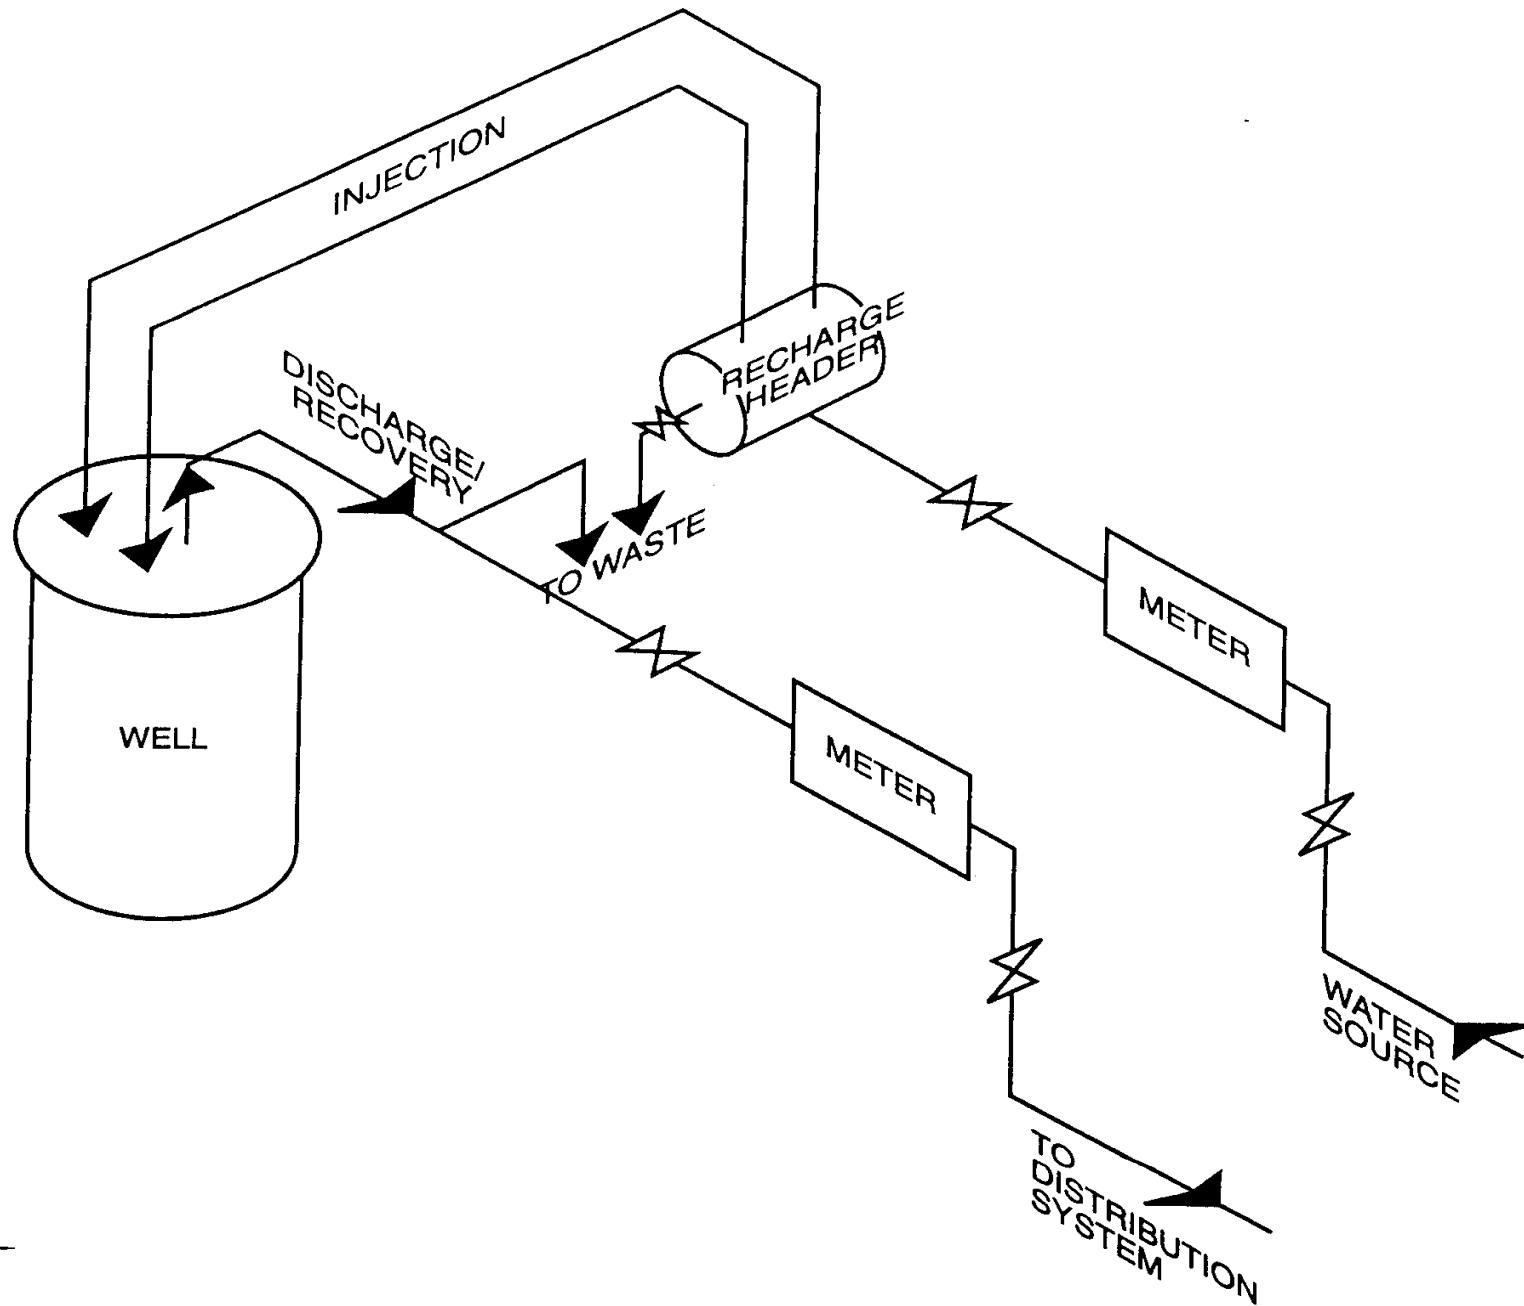 INJECTION
RECHARGE
HEADER
DISCHARGE/
RECOVERY
TO WASTE
METER
WELL
METER
WATER
SOURCE
TO
DISTRIBUTION
SYSTEM